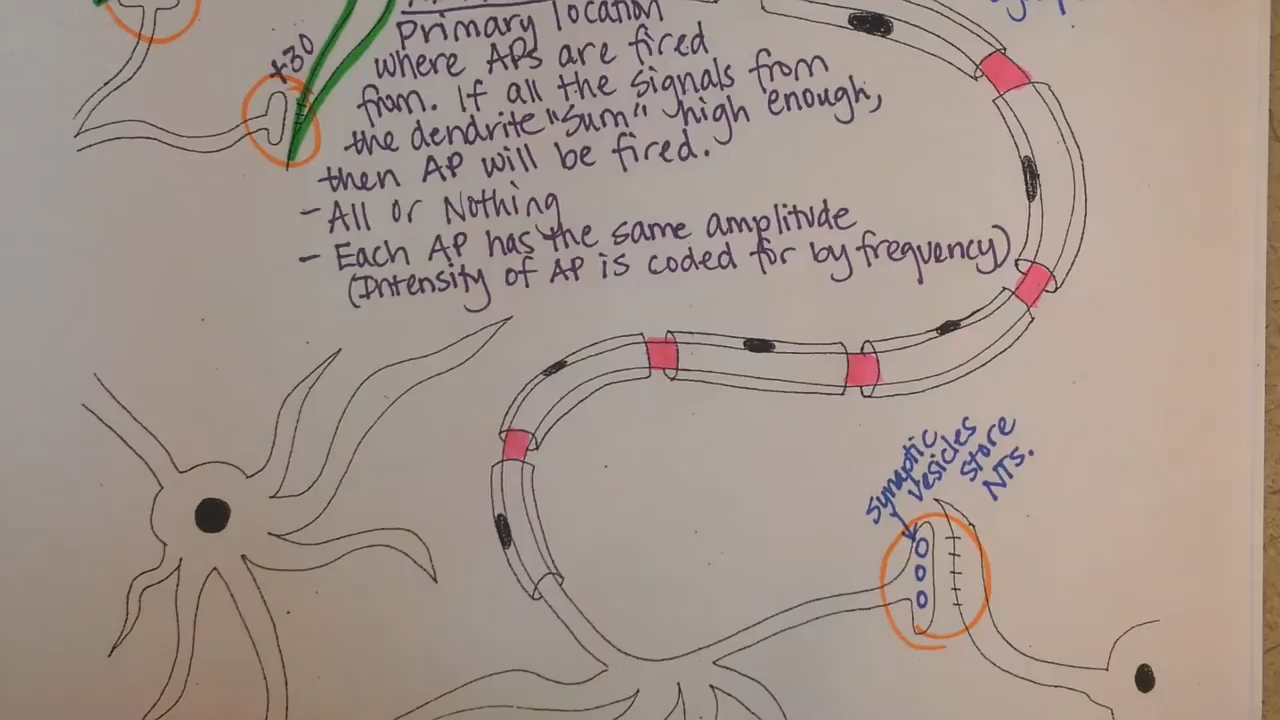 +30
Primary location
where APs are fired
from. If all the signals from
the dendrite "Sum" high enough,
then AP will be fired.
- All or Nothing
- Each AP has the same amplitude
(Intensity of AP is coded for by frequency)
Synaptic
vesicles
store
NTs.